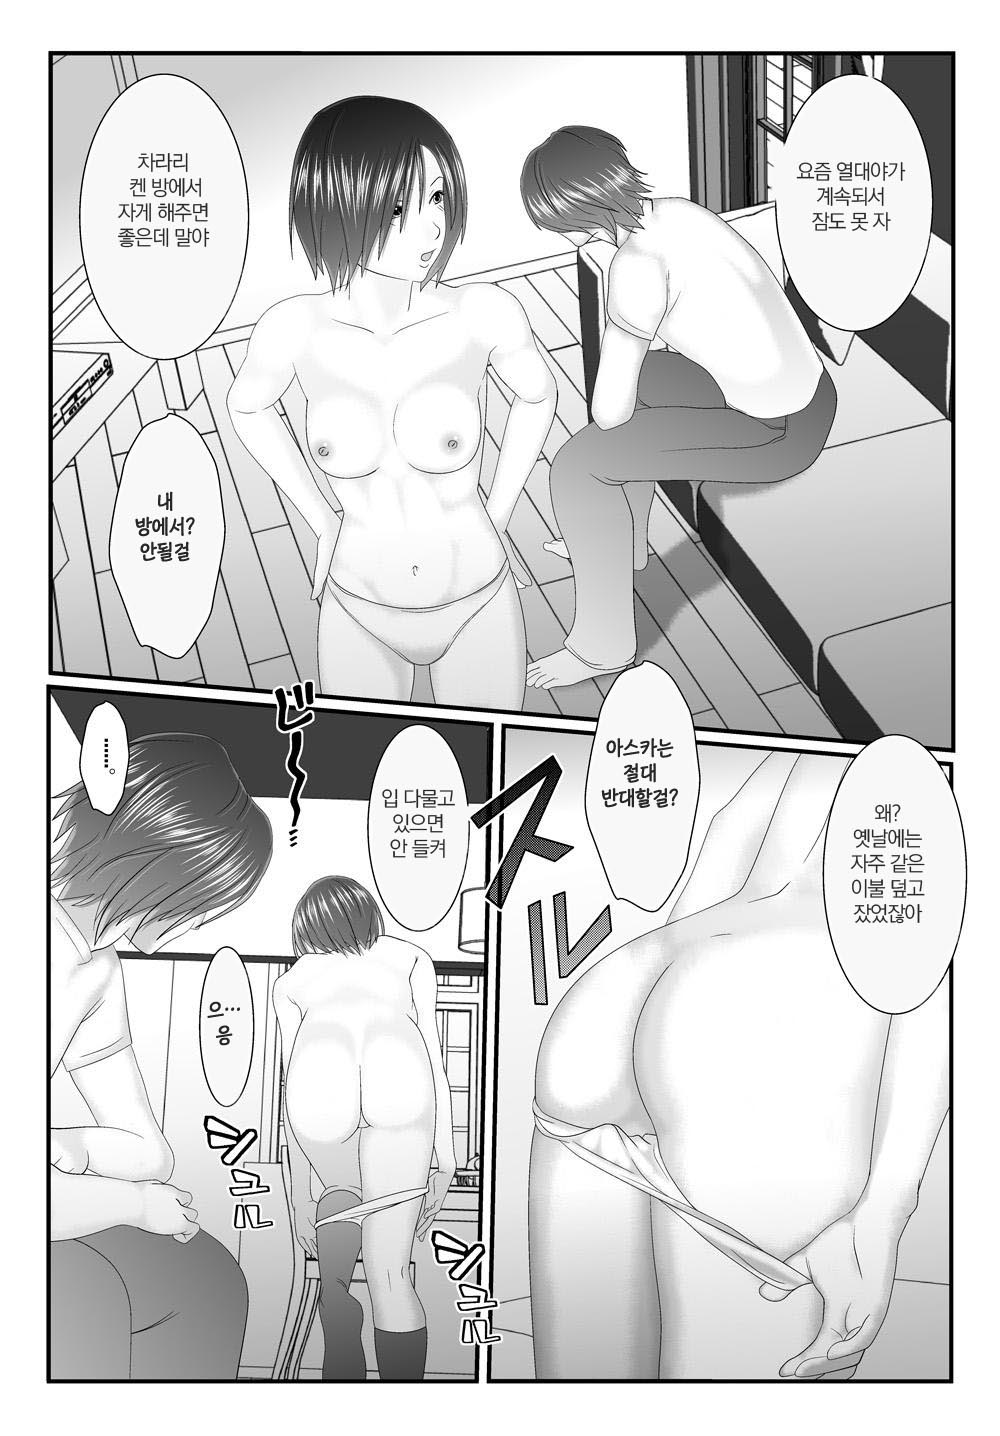 요즘 열대야가
계속되서
잠도 못 자
차라리
켄 방에서
자게 해주면
좋은데 말야
내
방에서?
안될걸
아스카는
절대
반대할걸?
왜?
옛날에는
자주 같은
이불 덮고
잤었잖아
スル
입 다물고
있으면
안 들켜
じ〜〜
……。
으…
응
움
움